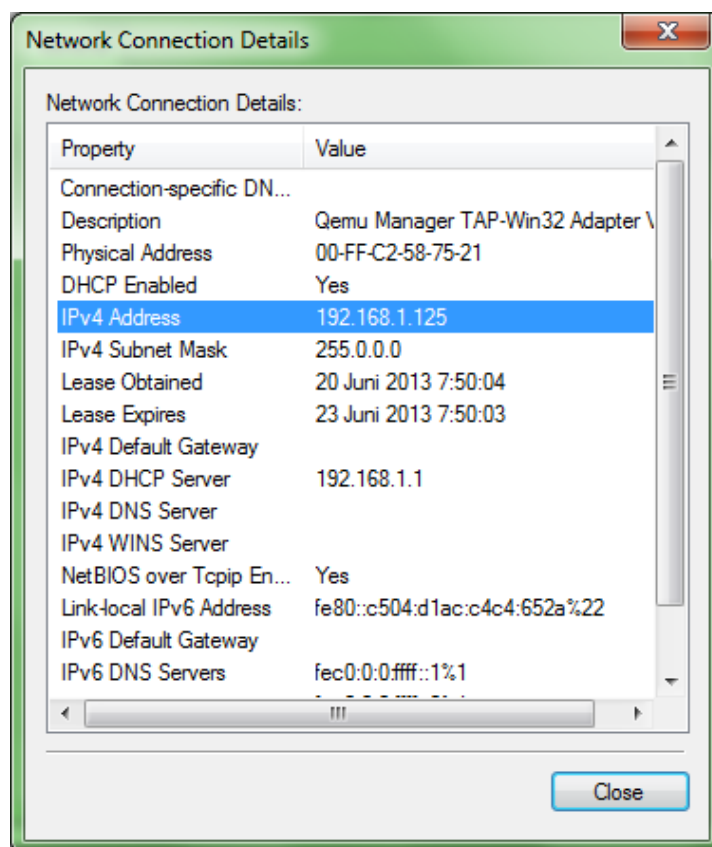 Network Connection Details
Network Connection Details:
Property Value
Connection-specific DN...
Description Qemu Manager TAP-Win32 Adapter
Physical Address 00-FF-C2-58-75-21
DHCP Enabled Yes
IPv4 Address 192.168.1.125
IPv4 Subnet Mask 255.0.0.0
Lease Obtained 20 Juni 2013 7:50:04
Lease Expires 23 Juni 2013 7:50:03
IPv4 Default Gateway
IPv4 DHCP Server 192.168.1.1
IPv4 DNS Server
IPv4 WINS Server
NetBIOS over Tcpip En... Yes
Link-local IPv6 Address fe80::c504:d1ac:c4c4:652a%22
IPv6 Default Gateway
IPv6 DNS Servers fec0:0:0:ffff::1%1
Close